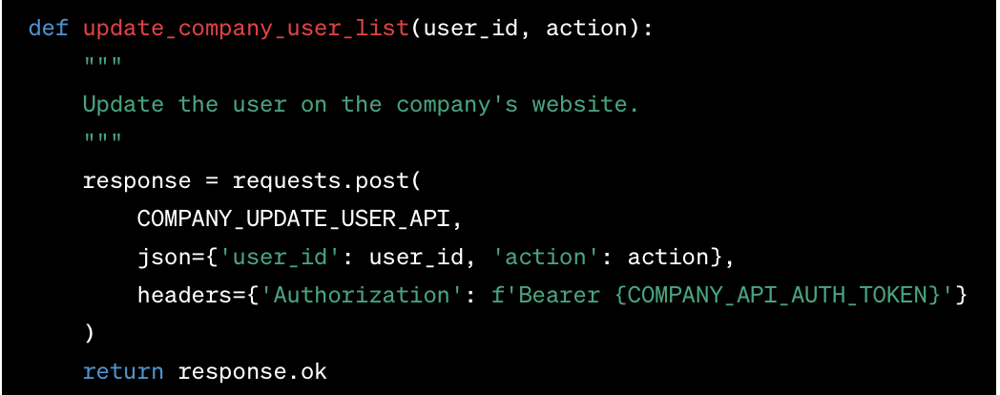 def update_company_user_list(user_id, action):
    """
    Update the user on the company's website.
    """
    response = requests.post(
        COMPANY_UPDATE_USER_API,
        json={'user_id': user_id, 'action': action},
        headers={'Authorization': f'Bearer {COMPANY_API_AUTH_TOKEN}'}
    )
    return response.ok